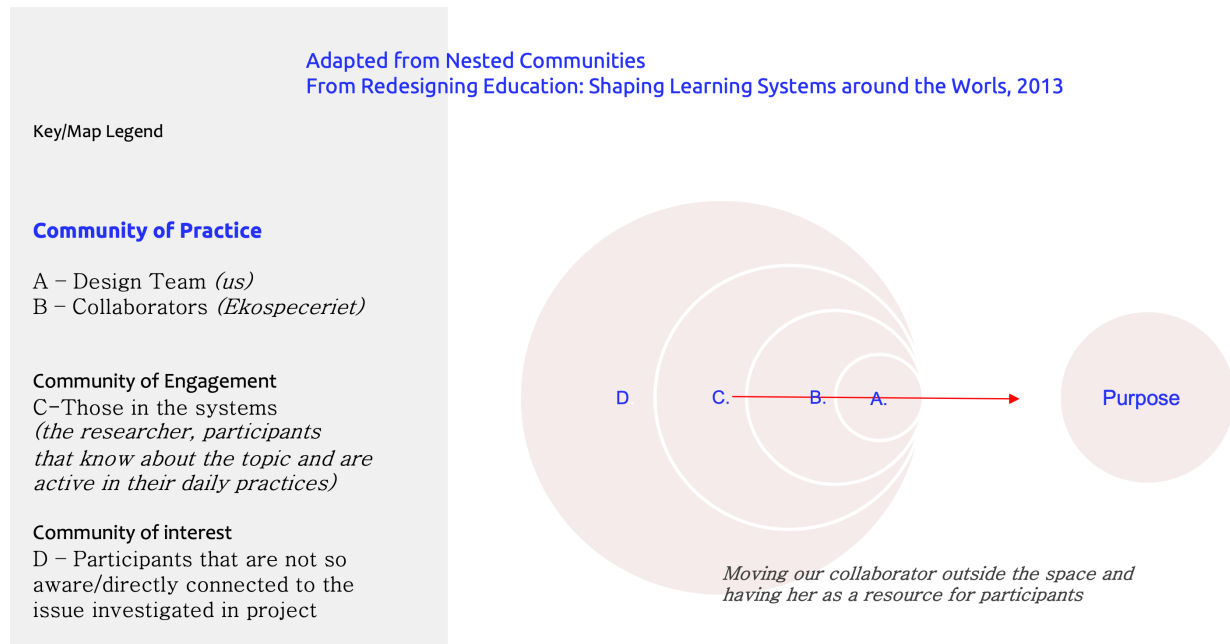 Adapted from Nested Communities
From Redesigning Education: Shaping Learning Systems around the Worls, 2013
Key/Map Legend
Community of Practice
A – Design Team (us)
B – Collaborators (Ekospeceriet)
Community of Engagement
C–Those in the systems
(the researcher, participants
that know about the topic and are
active in their daily practices)
Community of interest
D – Participants that are not so
aware/directly connected to the
issue investigated in project
D C. B. A. Purpose
Moving our collaborator outside the space and
having her as a resource for participants